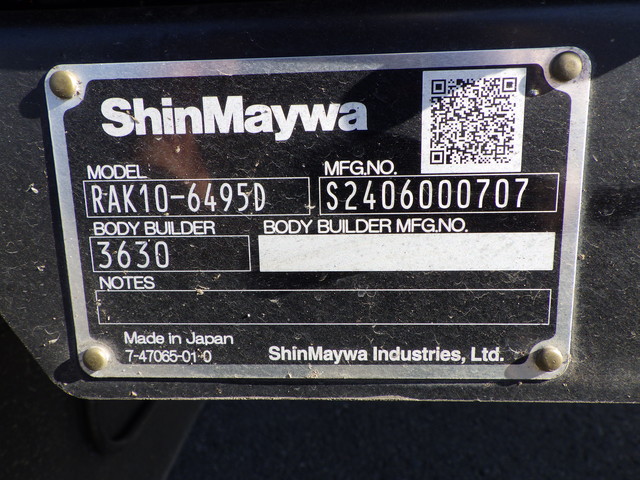 ShinMaywa
MODEL MFG.NO.
RAK10-6495D S2406000707
BODY BUILDER BODY BUILDER MFG.NO.
3630
NOTES
Made in Japan
7-47065-01-0 ShinMaywa Industries, Ltd.